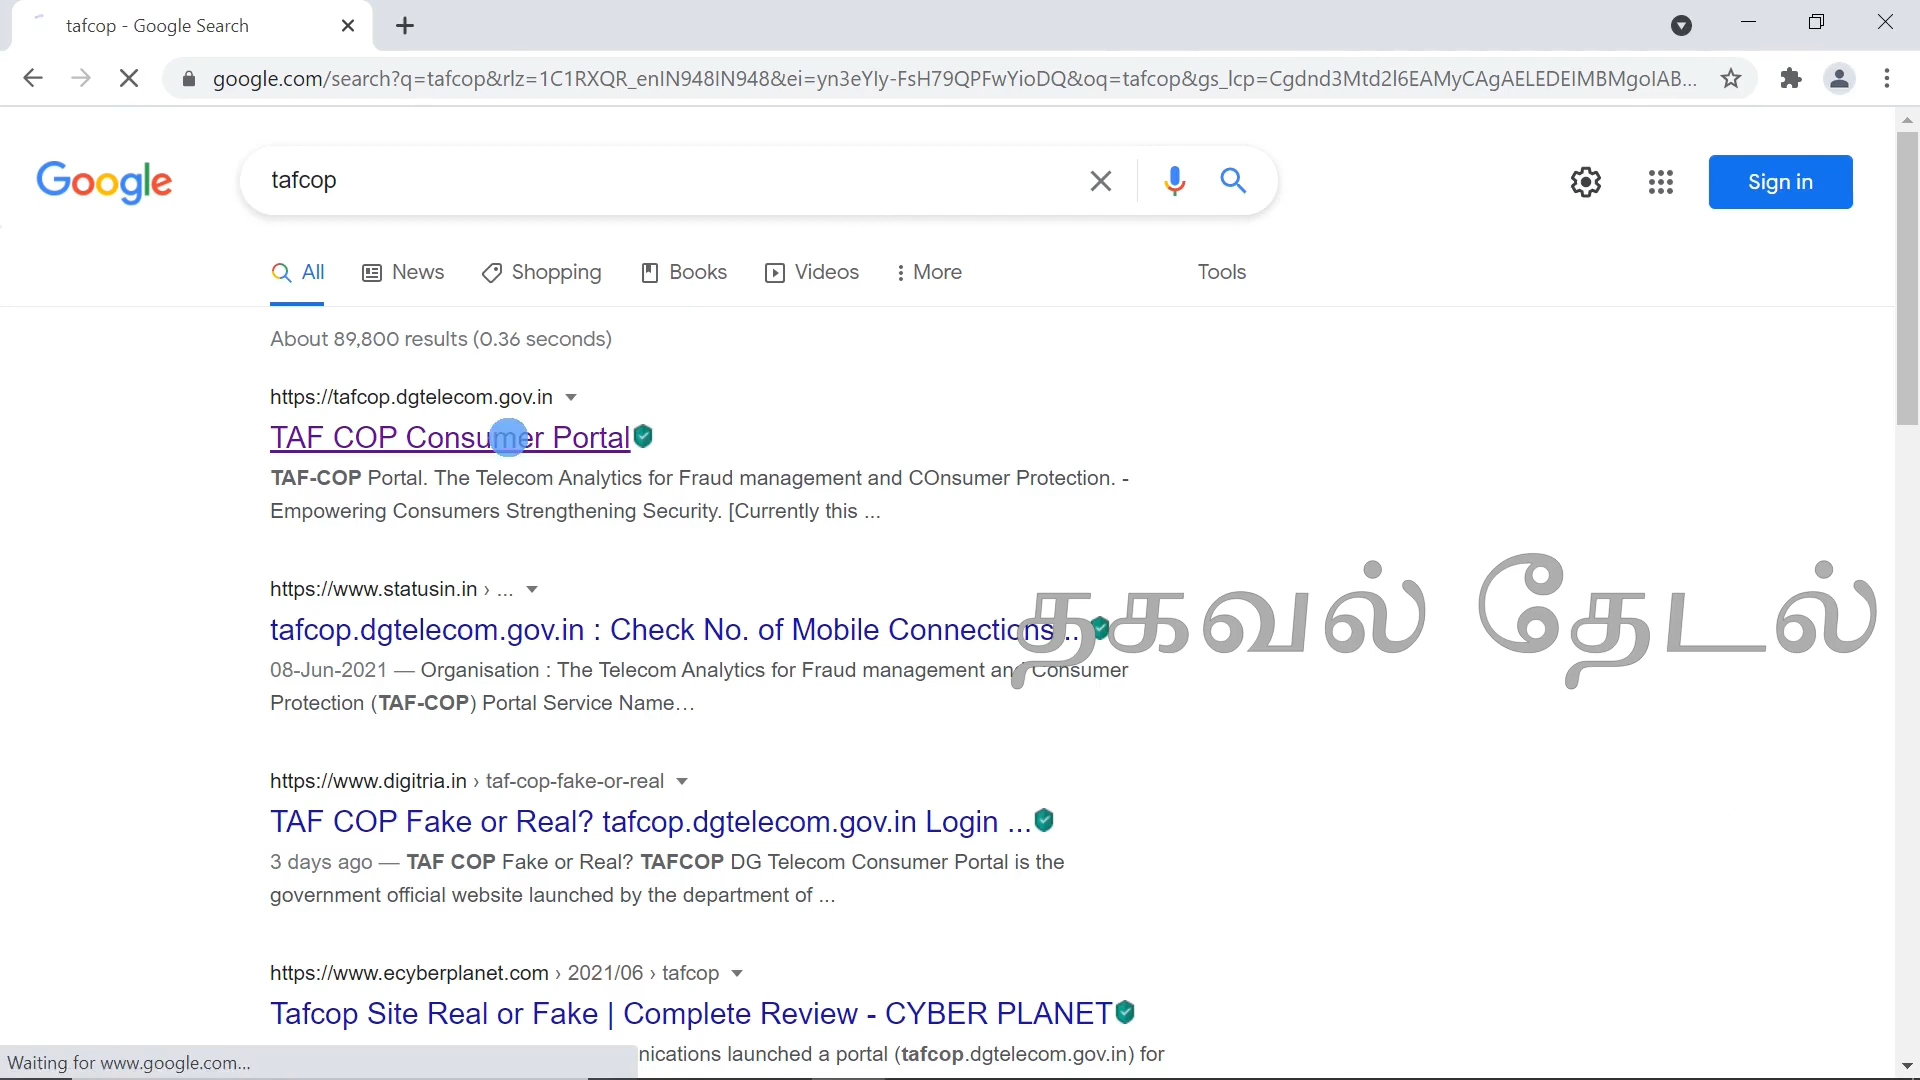 tafcop - Google Search
google.com/search?q=tafcop&rlz=1C1RXQR_enIN948IN948&ei=yn3eYIy-FsH79QPFwYioDQ&oq=tafcop&gs_lcp=Cgdnd3Mtd2l6EAMyCAgAELEDEIMBMgoIAB...
Google
tafcop
Sign in
All News Shopping Books Videos More Tools
About 89,800 results (0.36 seconds)
https://tafcop.dgtelecom.gov.in
TAF COP Consumer Portal
TAF-COP Portal. The Telecom Analytics for Fraud management and COnsumer Protection. -
Empowering Consumers Strengthening Security. [Currently this ...
https://www.statusin.in › ...
tafcop.dgtelecom.gov.in : Check No. of Mobile Connections ...
தகவல் தேடல்
08-Jun-2021 — Organisation : The Telecom Analytics for Fraud management and Consumer
Protection (TAF-COP) Portal Service Name…
https://www.digitria.in › taf-cop-fake-or-real
TAF COP Fake or Real? tafcop.dgtelecom.gov.in Login ...
3 days ago — TAF COP Fake or Real? TAFCOP DG Telecom Consumer Portal is the
government official website launched by the department of ...
https://www.ecyberplanet.com › 2021/06 › tafcop
Tafcop Site Real or Fake | Complete Review - CYBER PLANET
nications launched a portal (tafcop.dgtelecom.gov.in) for
Waiting for www.google.com...